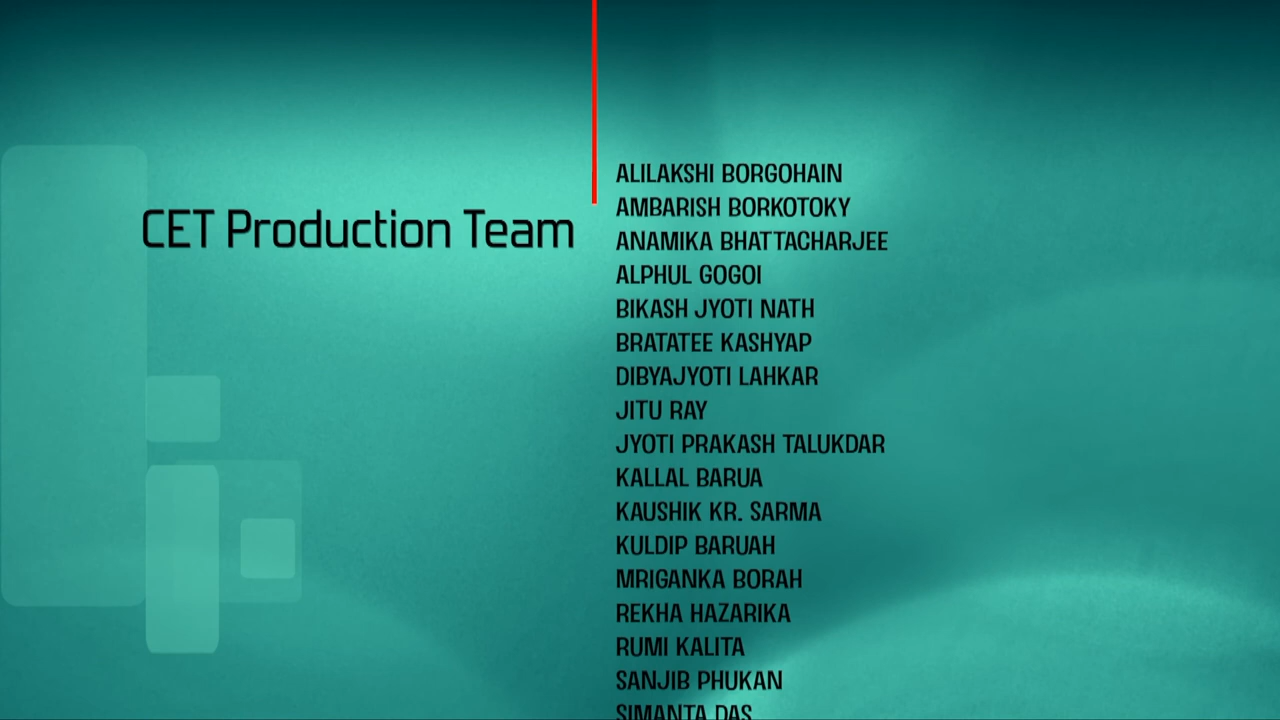 CET Production Team
ALILAKSHI BORGOHAIN
AMBARISH BORKOTOKY
ANAMIKA BHATTACHARJEE
ALPHUL GOGOI
BIKASH JYOTI NATH
BRATATEE KASHYAP
DIBYAJYOTI LAHKAR
JITU RAY
JYOTI PRAKASH TALUKDAR
KALLAL BARUA
KAUSHIK KR. SARMA
KULDIP BARUAH
MRIGANKA BORAH
REKHA HAZARIKA
RUMI KALITA
SANJIB PHUKAN
SIMANTA DAS